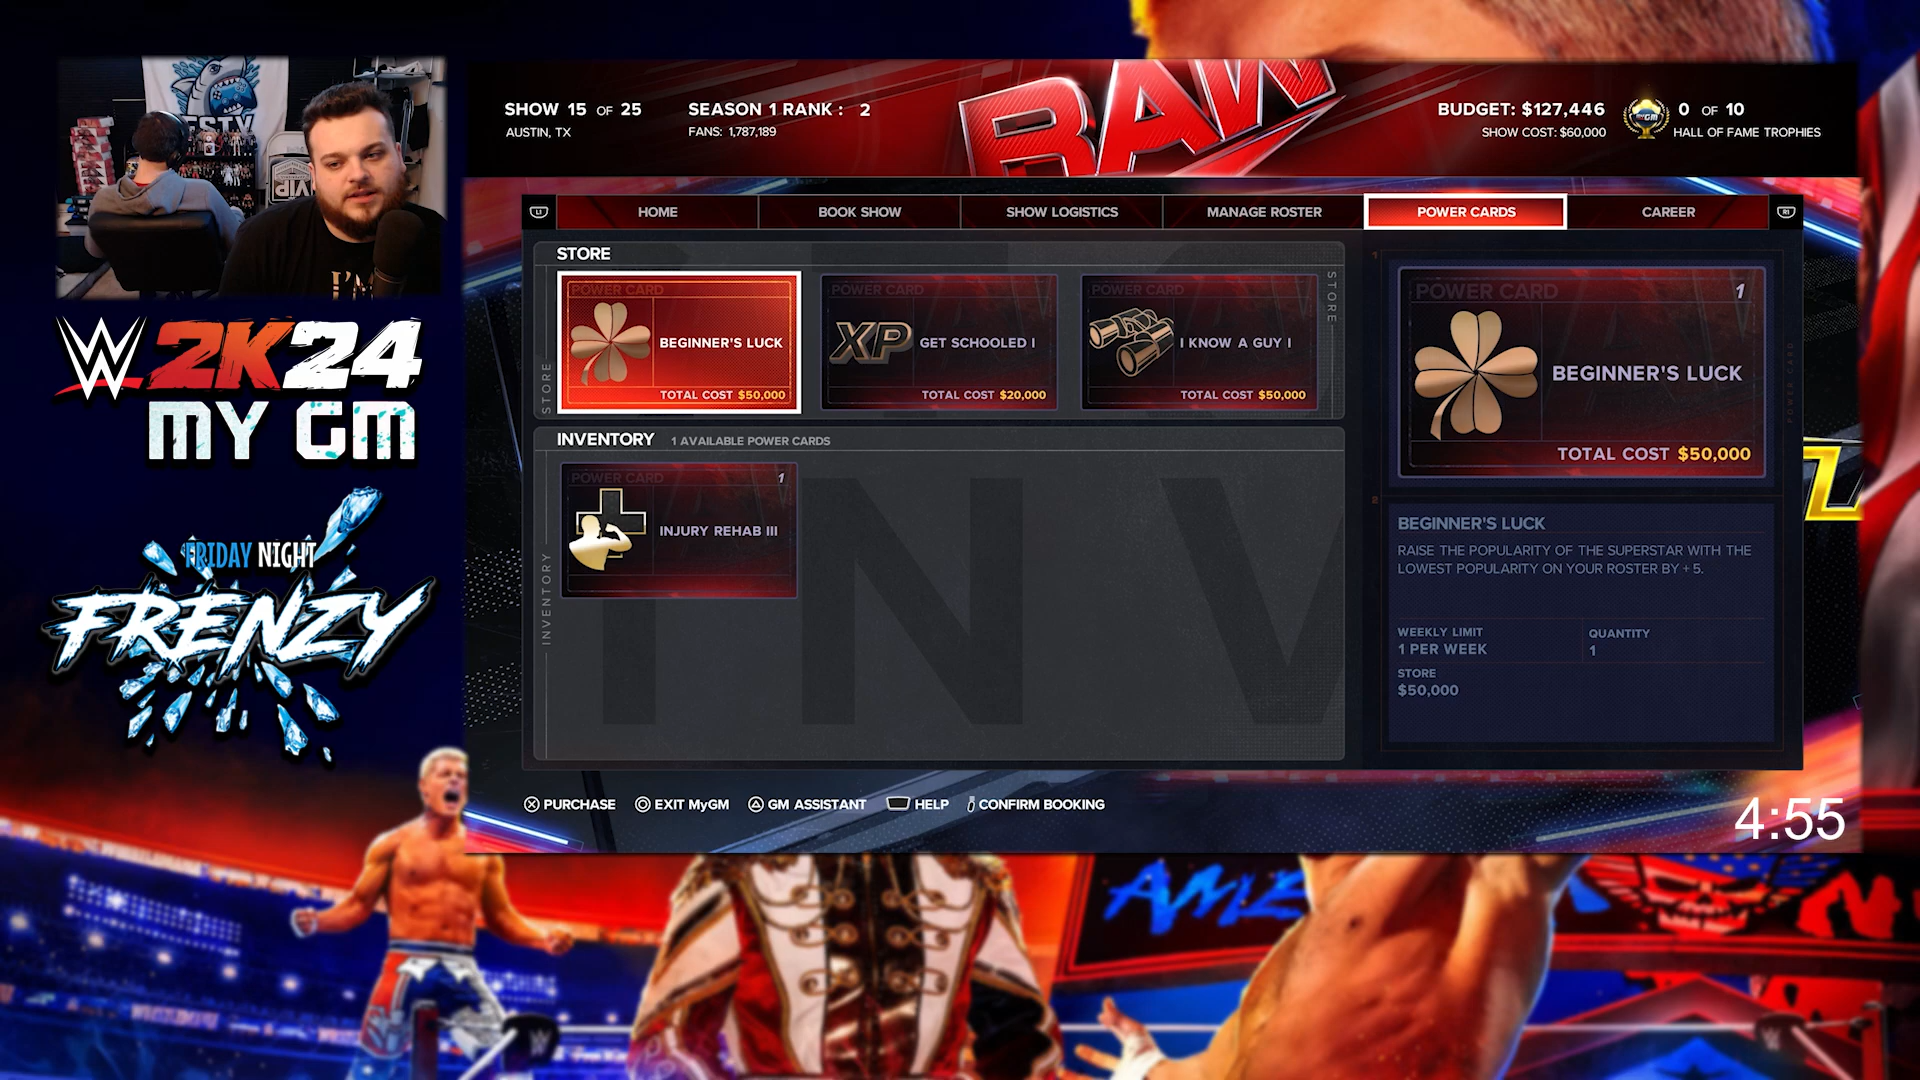 VIP
I'M
W 2K24
MY GM
FRIDAY NIGHT
FRENZY
SHOW 15 OF 25
AUSTIN, TX
SEASON 1 RANK : 2
FANS: 1,787,189
RAW
BUDGET: $127,446
SHOW COST: $60,000
0 OF 10
HALL OF FAME TROPHIES
L1
HOME
BOOK SHOW
SHOW LOGISTICS
MANAGE ROSTER
POWER CARDS
CAREER
R1
STORE
STORE
STORE
POWER CARD
BEGINNER'S LUCK
TOTAL COST $50,000
POWER CARD
XP
GET SCHOOLED I
TOTAL COST $20,000
POWER CARD
I KNOW A GUY I
TOTAL COST $50,000
INVENTORY 1 AVAILABLE POWER CARDS
INVENTORY
POWER CARD 1
INJURY REHAB III
POWER CARD 1
BEGINNER'S LUCK
TOTAL COST $50,000
POWER CARD
BEGINNER'S LUCK
RAISE THE POPULARITY OF THE SUPERSTAR WITH THE
LOWEST POPULARITY ON YOUR ROSTER BY + 5.
WEEKLY LIMIT
1 PER WEEK
QUANTITY
1
STORE
$50,000
PURCHASE
EXIT MyGM
GM ASSISTANT
HELP
CONFIRM BOOKING
4:55